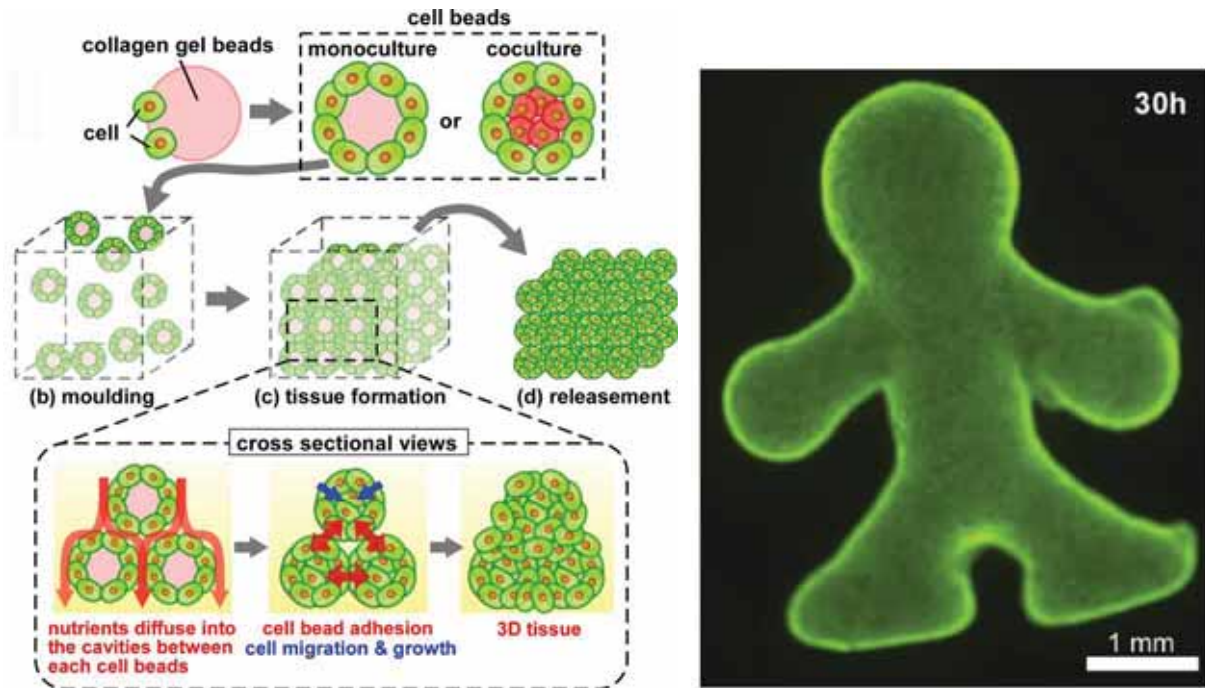 cell beads
collagen gel beads
monoculture
coculture
cell
or
(b) moulding
(c) tissue formation
(d) releasement
cross sectional views
nutrients diffuse into
the cavities between
each cell beads
cell bead adhesion
cell migration & growth
3D tissue
30h
1 mm